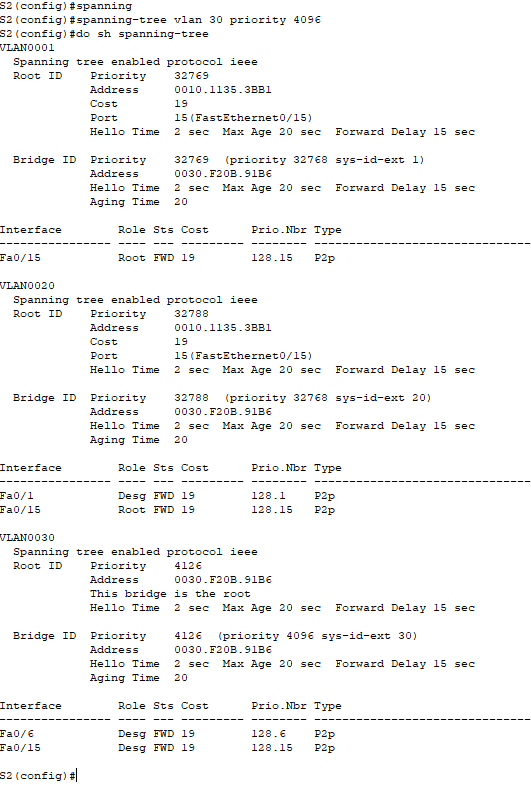 S2(config)#spanning
S2(config)#spanning-tree vlan 30 priority 4096
S2(config)#do sh spanning-tree
VLAN0001
  Spanning tree enabled protocol ieee
  Root ID    Priority    32769
             Address     0010.1135.3BB1
             Cost        19
             Port        15(FastEthernet0/15)
             Hello Time  2 sec  Max Age 20 sec  Forward Delay 15 sec

  Bridge ID  Priority    32769  (priority 32768 sys-id-ext 1)
             Address     0030.F20B.91B6
             Hello Time  2 sec  Max Age 20 sec  Forward Delay 15 sec
             Aging Time  20

Interface        Role Sts Cost      Prio.Nbr Type
---------------- ---- --- --------- -------- --------------------------------
Fa0/15           Root FWD 19        128.15   P2p

VLAN0020
  Spanning tree enabled protocol ieee
  Root ID    Priority    32788
             Address     0010.1135.3BB1
             Cost        19
             Port        15(FastEthernet0/15)
             Hello Time  2 sec  Max Age 20 sec  Forward Delay 15 sec

  Bridge ID  Priority    32788  (priority 32768 sys-id-ext 20)
             Address     0030.F20B.91B6
             Hello Time  2 sec  Max Age 20 sec  Forward Delay 15 sec
             Aging Time  20

Interface        Role Sts Cost      Prio.Nbr Type
---------------- ---- --- --------- -------- --------------------------------
Fa0/1            Desg FWD 19        128.1    P2p
Fa0/15           Root FWD 19        128.15   P2p

VLAN0030
  Spanning tree enabled protocol ieee
  Root ID    Priority    4126
             Address     0030.F20B.91B6
             This bridge is the root
             Hello Time  2 sec  Max Age 20 sec  Forward Delay 15 sec

  Bridge ID  Priority    4126  (priority 4096 sys-id-ext 30)
             Address     0030.F20B.91B6
             Hello Time  2 sec  Max Age 20 sec  Forward Delay 15 sec
             Aging Time  20

Interface        Role Sts Cost      Prio.Nbr Type
---------------- ---- --- --------- -------- --------------------------------
Fa0/6            Desg FWD 19        128.6    P2p
Fa0/15           Desg FWD 19        128.15   P2p

S2(config)#